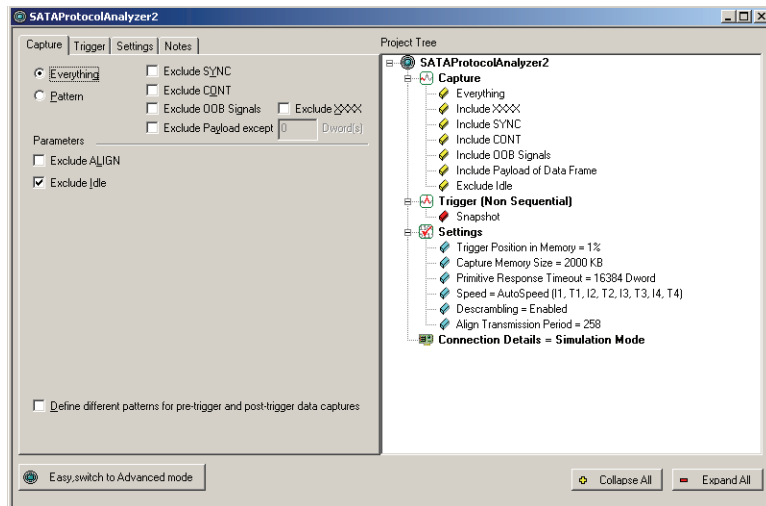 SATAProtocolAnalyzer2
Capture Trigger Settings Notes
Everything
Pattern
Exclude SYNC
Exclude CONT
Exclude OOB Signals Exclude XXXX
Exclude Payload except 0 Dword(s)
Parameters
Exclude ALIGN
Exclude Idle
Define different patterns for pre-trigger and post-trigger data captures
Project Tree
SATAProtocolAnalyzer2
Capture
Everything
Include XXXX
Include SYNC
Include CONT
Include OOB Signals
Include Payload of Data Frame
Exclude Idle
Trigger (Non Sequential)
Snapshot
Settings
Trigger Position in Memory = 1%
Capture Memory Size = 2000 KB
Primitive Response Timeout = 16384 Dword
Speed = AutoSpeed (I1, T1, I2, T2, I3, T3, I4, T4)
Descrambling = Enabled
Align Transmission Period = 258
Connection Details = Simulation Mode
Easy,switch to Advanced mode
Collapse All
Expand All